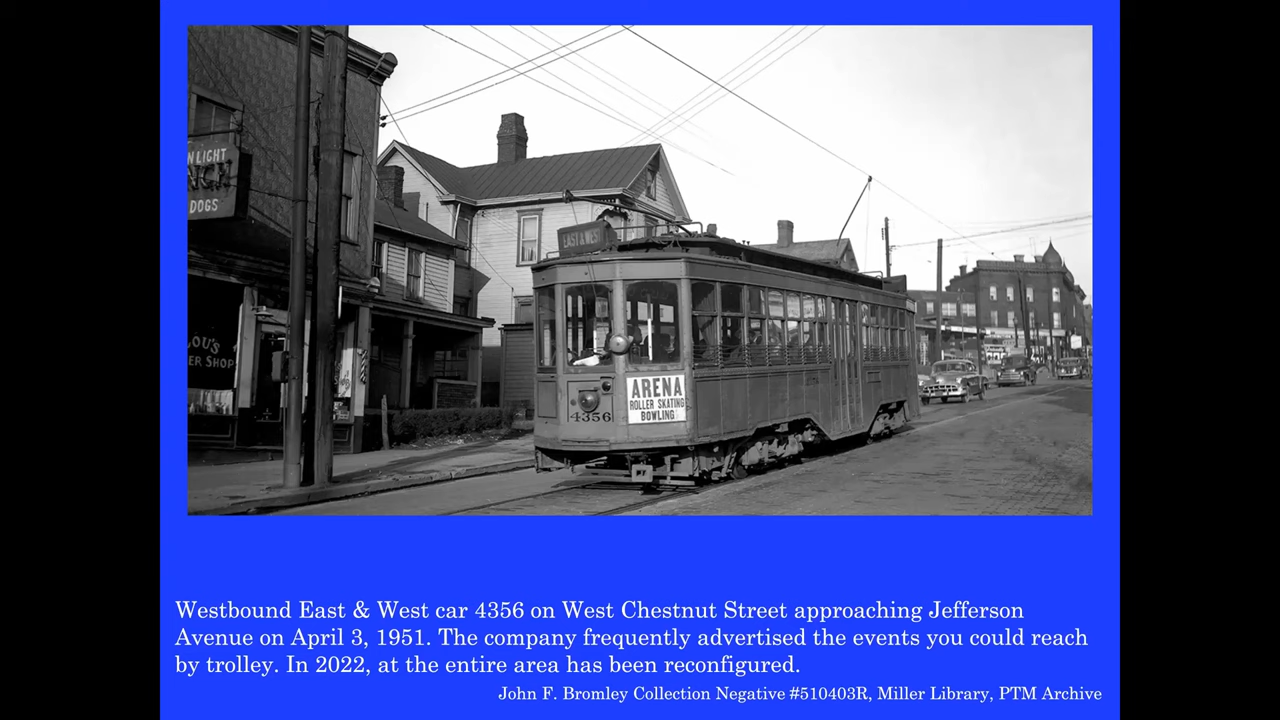 N LIGHT
NCH
DOGS
LOU'S
ER SHOP
EAST & WEST
ARENA
ROLLER SKATING
BOWLING
4356
Westbound East & West car 4356 on West Chestnut Street approaching Jefferson
Avenue on April 3, 1951. The company frequently advertised the events you could reach
by trolley. In 2022, at the entire area has been reconfigured.
John F. Bromley Collection Negative #510403R, Miller Library, PTM Archive